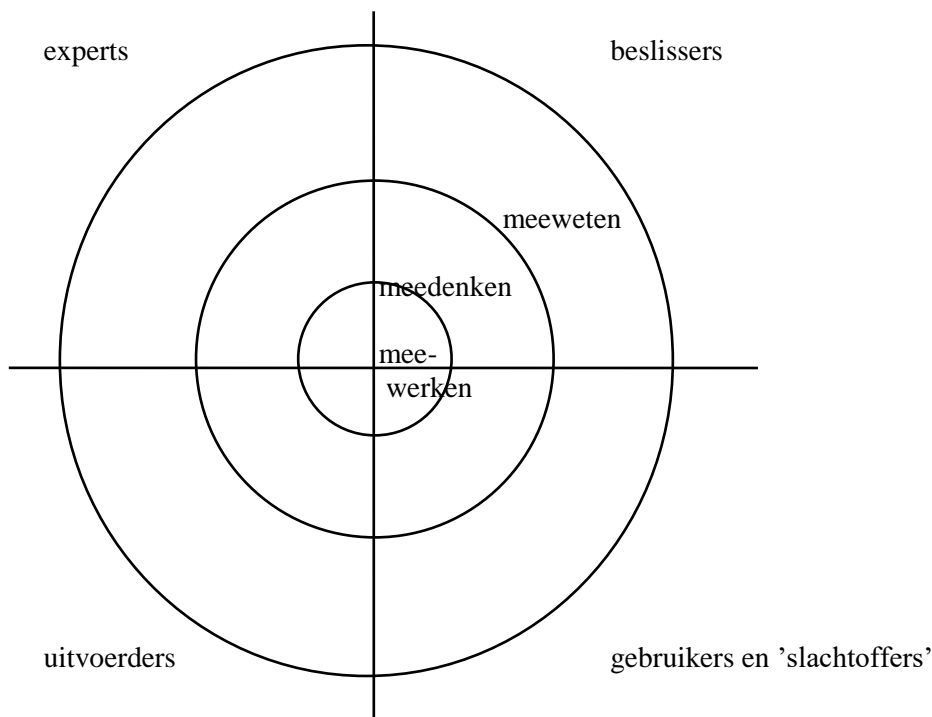 experts
beslissers
meeweten
meedenken
mee-
werken
uitvoerders
gebruikers en ’slachtoffers’